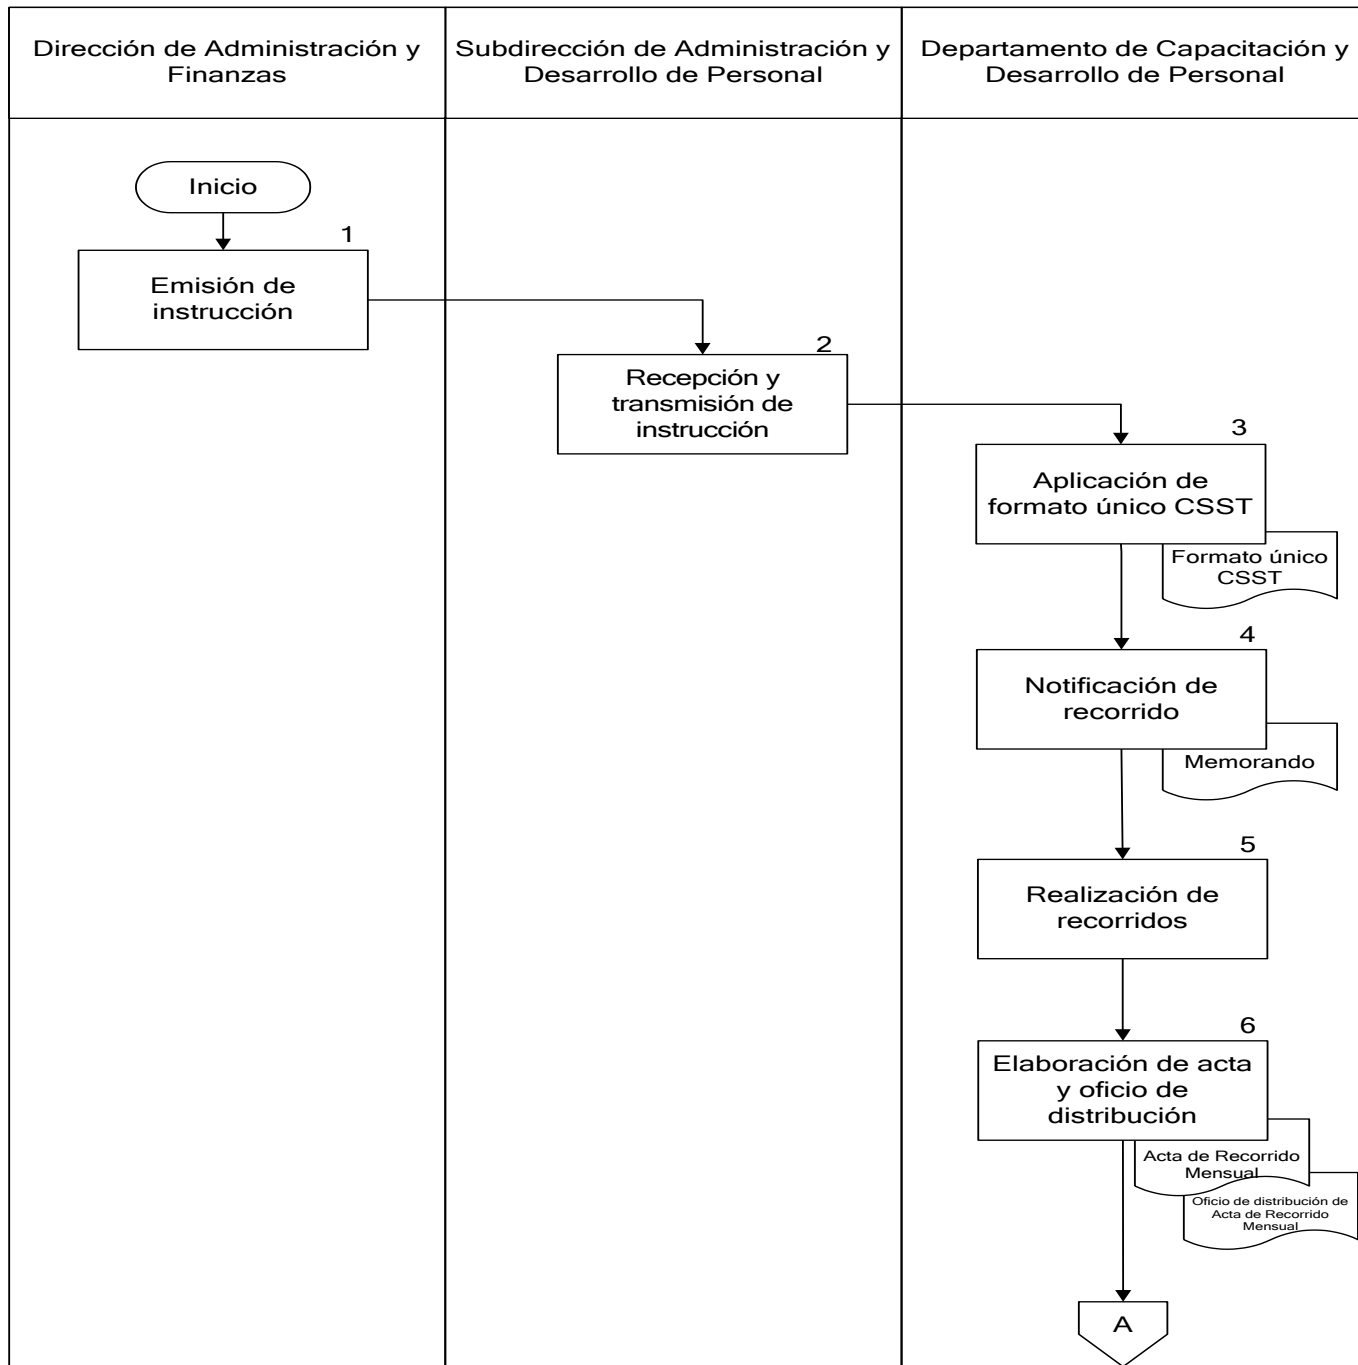 Dirección de Administración y
Finanzas
Subdirección de Administración y
Desarrollo de Personal
Departamento de Capacitación y
Desarrollo de Personal
Inicio
1
Emisión de
instrucción
2
Recepción y
transmisión de
instrucción
3
Aplicación de
formato único CSST
Formato único
CSST
4
Notificación de
recorrido
Memorando
5
Realización de
recorridos
6
Elaboración de acta
y oficio de
distribución
Acta de Recorrido
Mensual
Oficio de distribución de
Acta de Recorrido
Mensual
A